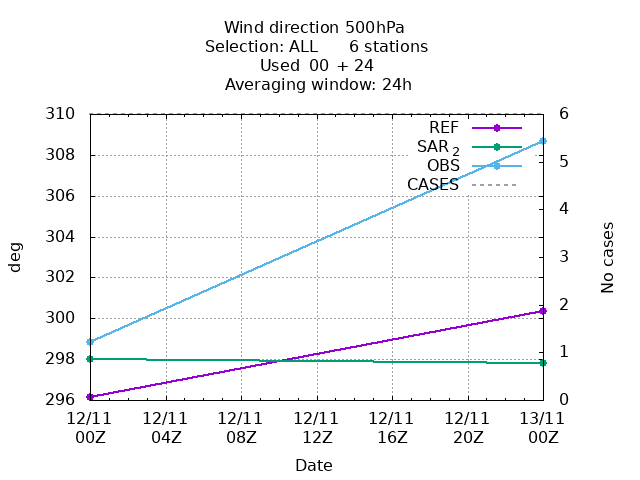 Wind direction 500hPa
Selection: ALL 6 stations
Used 00 + 24
Averaging window: 24h
310
308
306
304
302
300
298
296
deg
6
5
4
3
2
1
0
No cases
REF
SAR2
OBS
CASES
12/11 12/11 12/11 12/11 12/11 12/11 13/11
00Z 04Z 08Z 12Z 16Z 20Z 00Z
Date